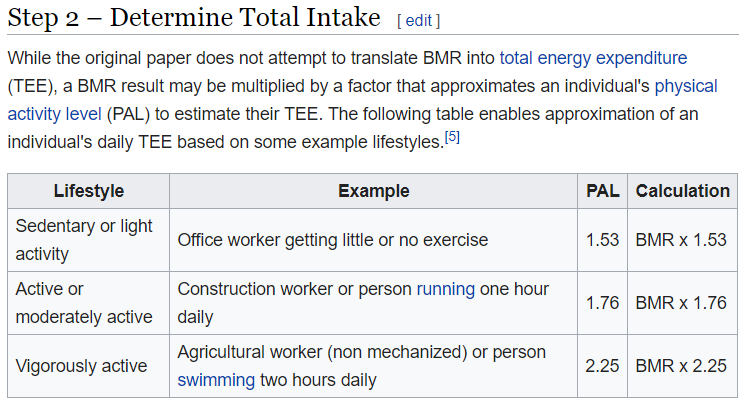 Step 2 – Determine Total Intake [ edit ]
While the original paper does not attempt to translate BMR into total energy expenditure
(TEE), a BMR result may be multiplied by a factor that approximates an individual's physical
activity level (PAL) to estimate their TEE. The following table enables approximation of an
individual's daily TEE based on some example lifestyles.[5]
Lifestyle Example PAL Calculation
Sedentary or light
activity
Office worker getting little or no exercise
1.53 BMR x 1.53
Active or
moderately active
Construction worker or person running one hour
daily
1.76 BMR x 1.76
Vigorously active
Agricultural worker (non mechanized) or person
swimming two hours daily
2.25 BMR x 2.25